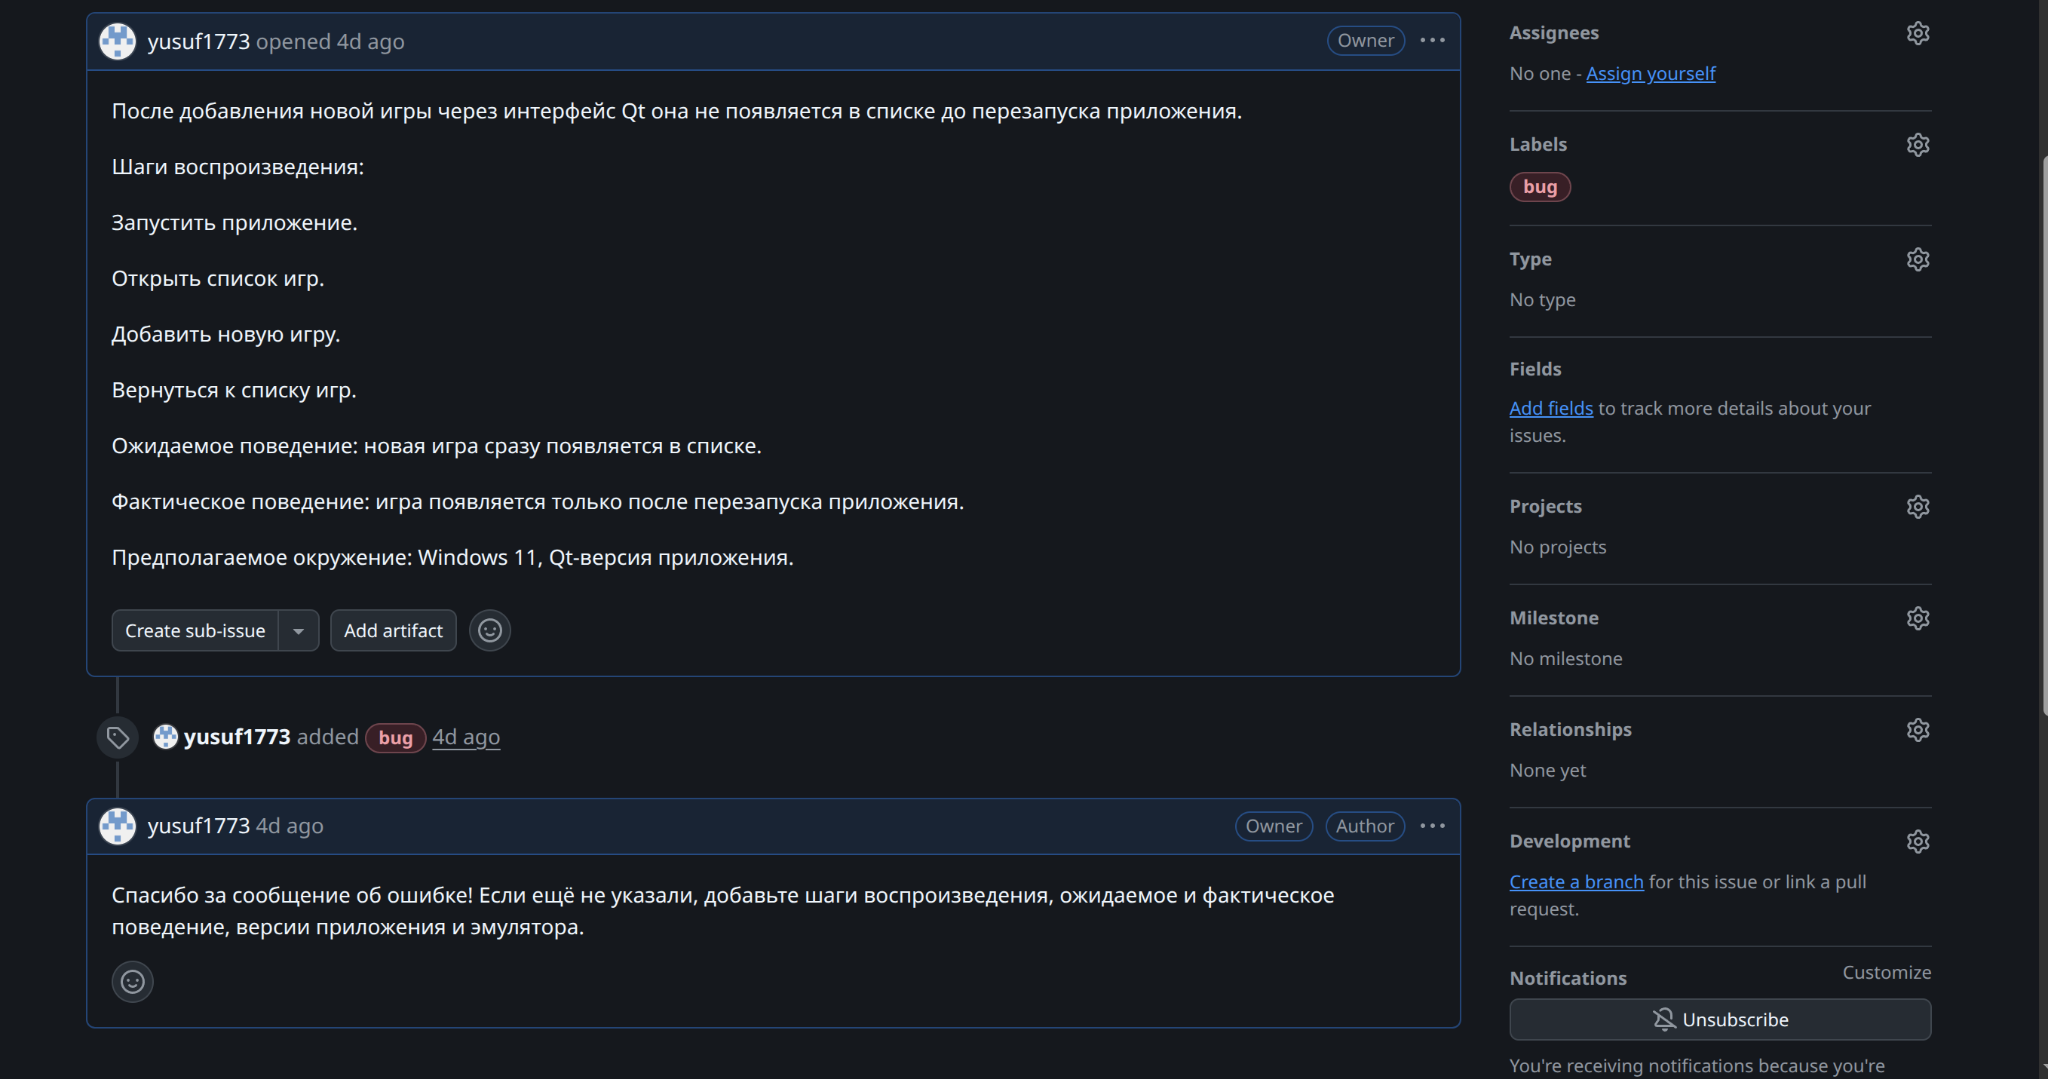 yusuf1773 opened 4d ago
Owner
После добавления новой игры через интерфейс Qt она не появляется в списке до перезапуска приложения.
Шаги воспроизведения:
Запустить приложение.
Открыть список игр.
Добавить новую игру.
Вернуться к списку игр.
Ожидаемое поведение: новая игра сразу появляется в списке.
Фактическое поведение: игра появляется только после перезапуска приложения.
Предполагаемое окружение: Windows 11, Qt-версия приложения.
Create sub-issue
Add artifact
yusuf1773 added bug 4d ago
yusuf1773 4d ago
Owner
Author
Спасибо за сообщение об ошибке! Если ещё не указали, добавьте шаги воспроизведения, ожидаемое и фактическое
поведение, версии приложения и эмулятора.
Assignees
No one - Assign yourself
Labels
bug
Type
No type
Fields
Add fields to track more details about your
issues.
Projects
No projects
Milestone
No milestone
Relationships
None yet
Development
Create a branch for this issue or link a pull
request.
Notifications
Customize
Unsubscribe
You're receiving notifications because you're